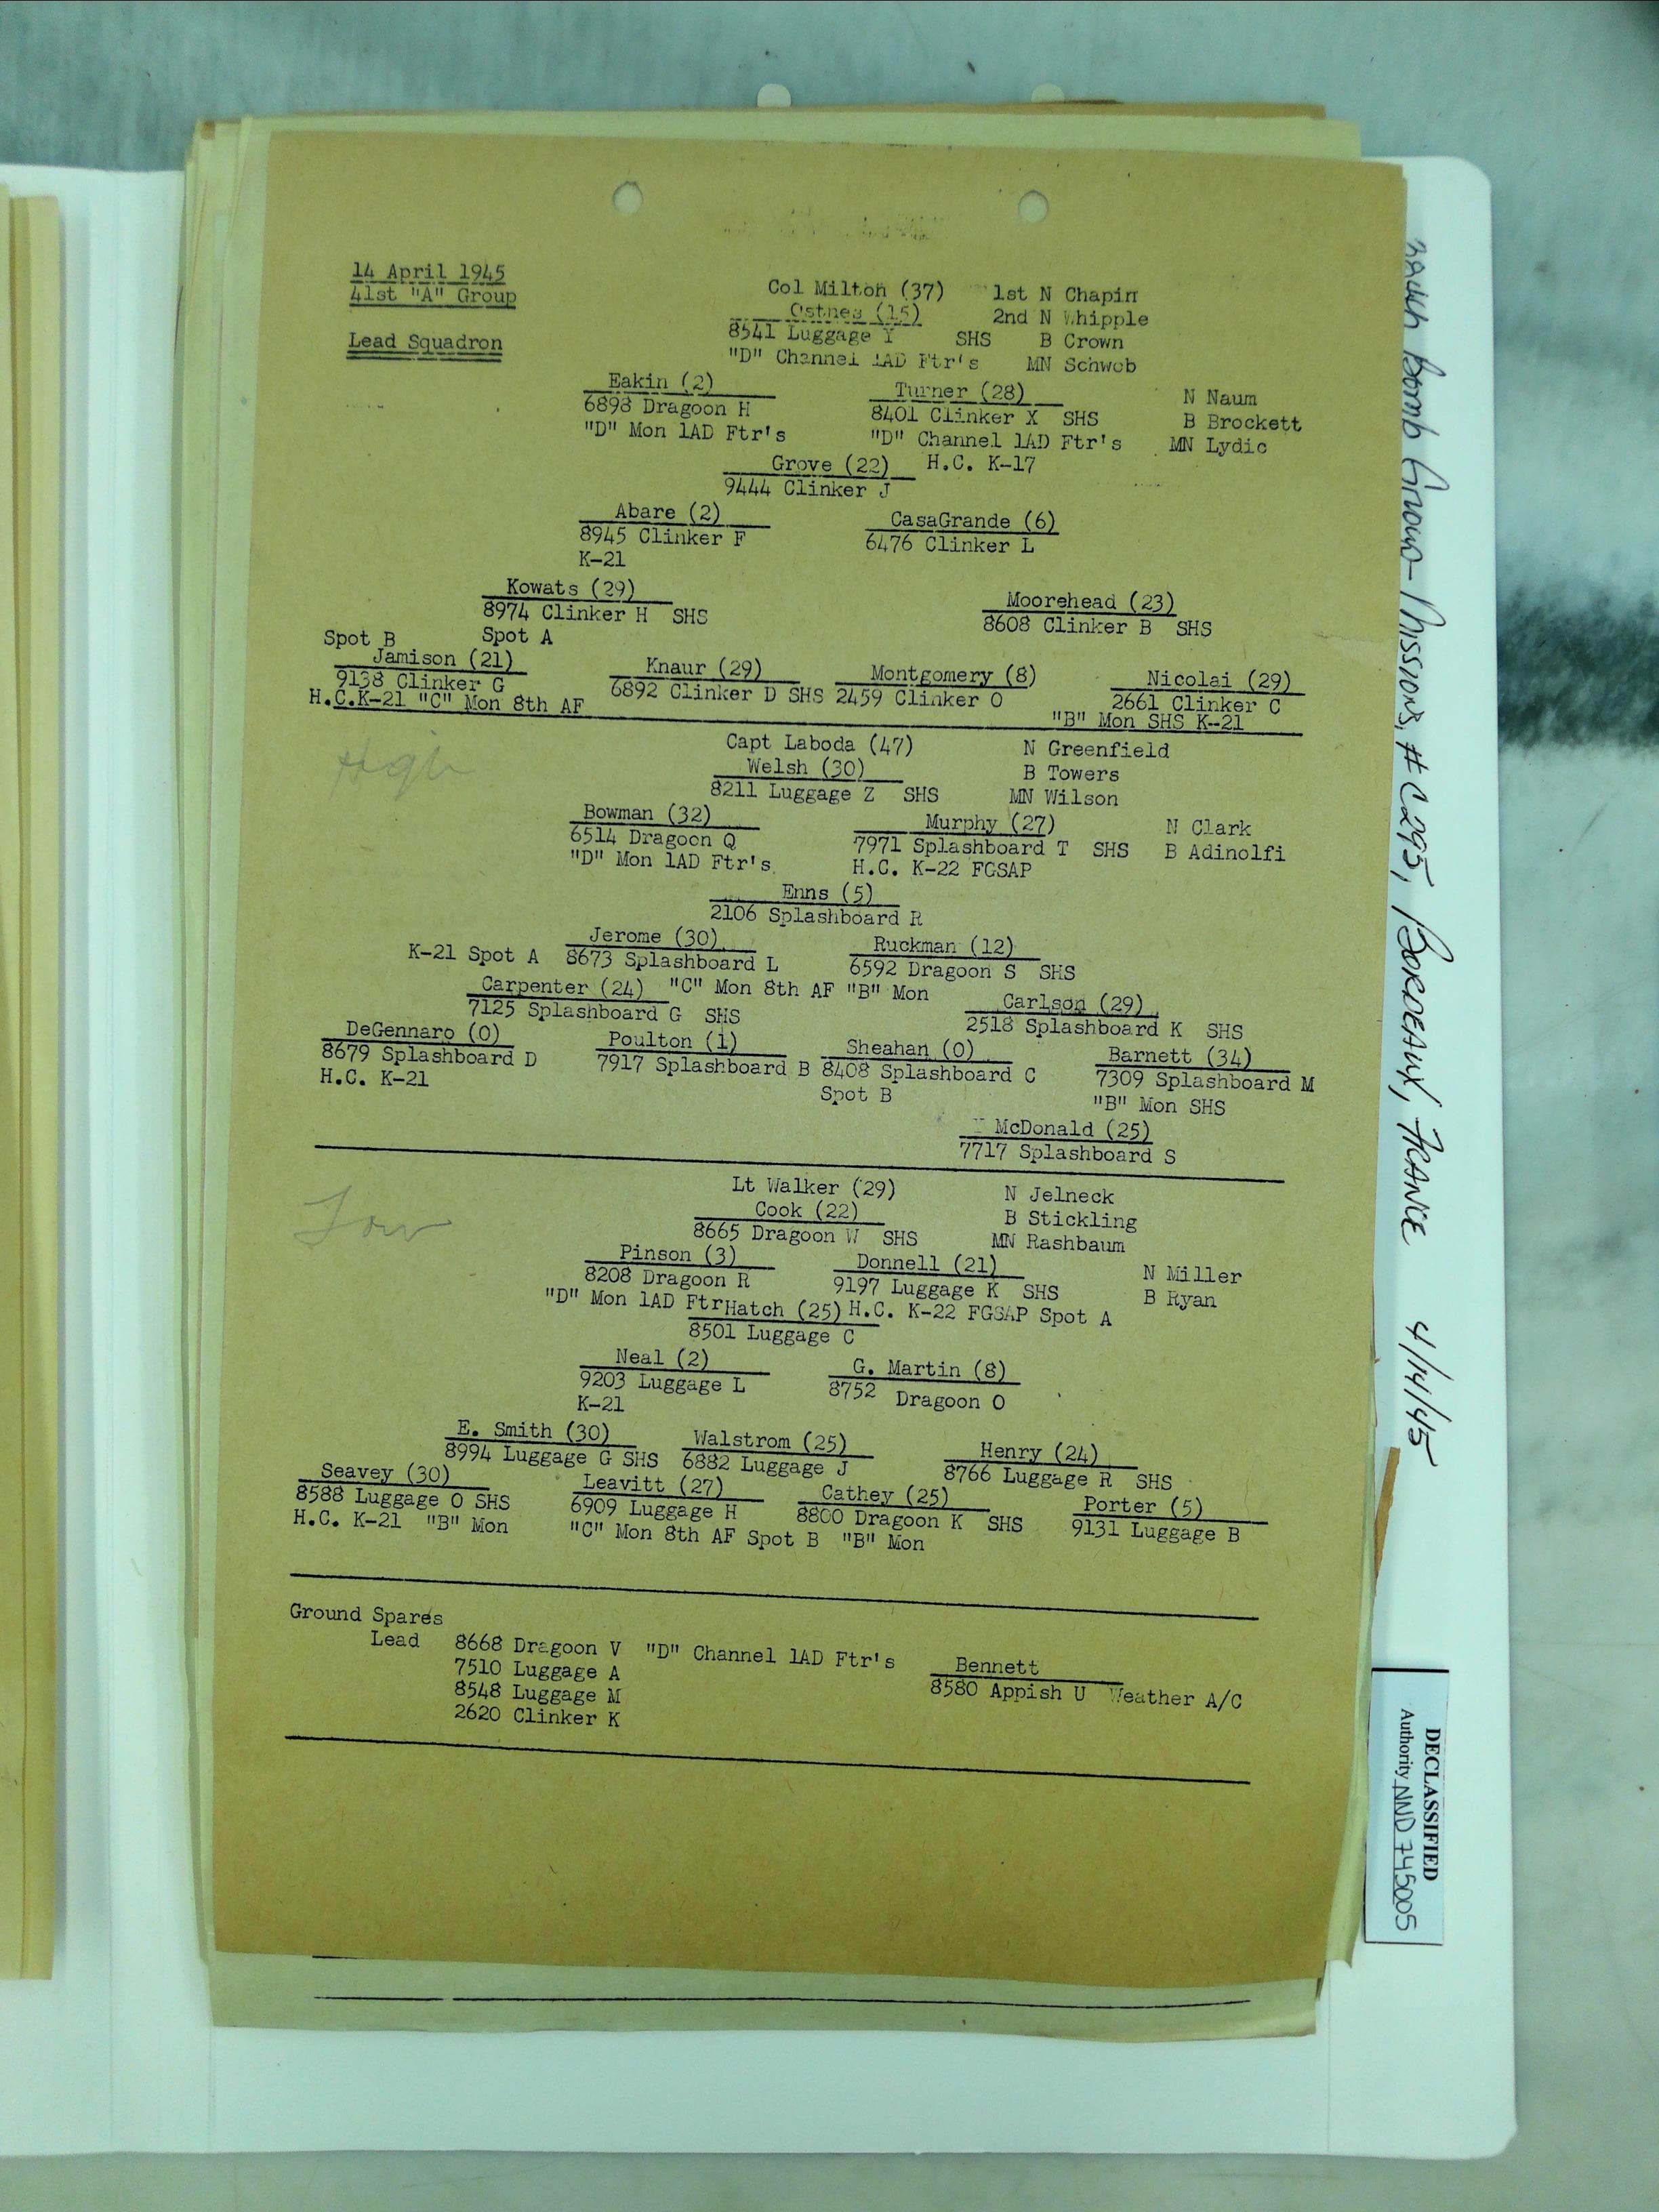 14 April 1945
41st "A" Group
Lead Squadron
Col Milton (37) 1st N Chapin
Ostnes (15) 2nd N Whipple
8541 Luggage Y SHS B Crown
"D" Channel 1AD Ftr's MN Schwob
Eakin (2) Turner (28) N Naum
6898 Dragoon H 8401 Clinker X SHS B Brockett
"D" Mon 1AD Ftr's "D" Channel 1AD Ftr's MN Lydic
Grove (22) H.C. K-17
9444 Clinker J
Abare (2) CasaGrande (6)
8945 Clinker F 6476 Clinker L
K-21
Kowats (29) Moorehead (23)
8974 Clinker H SHS 8608 Clinker B SHS
Spot B Spot A
Jamison (21) Knaur (29) Montgomery (8) Nicolai (29)
9138 Clinker G 6892 Clinker D SHS 2459 Clinker O 2661 Clinker C
H.C.K-21 "C" Mon 8th AF "B" Mon SHS K-21
High
Capt Laboda (47) N Greenfield
Welsh (30) B Towers
8211 Luggage Z SHS MN Wilson
Bowman (32) Murphy (27) N Clark
6514 Dragoon Q 7971 Splashboard T SHS B Adinolfi
"D" Mon 1AD Ftr's H.C. K-22 FGSAP
Enns (5)
2106 Splashboard R
Jerome (30) Ruckman (12)
K-21 Spot A 8673 Splashboard L 6592 Dragoon S SHS
Carpenter (24) "C" Mon 8th AF "B" Mon Carlson (29)
7125 Splashboard G SHS 2518 Splashboard K SHS
DeGennaro (0) Poulton (1) Sheahan (0) Barnett (34)
8679 Splashboard D 7917 Splashboard B 8408 Splashboard C 7309 Splashboard M
H.C. K-21 Spot B "B" Mon SHS
McDonald (25)
7717 Splashboard S
Low
Lt Walker (29) N Jelneck
Cook (22) B Stickling
8665 Dragoon W SHS MN Rashbaum
Pinson (3) Donnell (21) N Miller
8208 Dragoon R 9197 Luggage K SHS B Ryan
"D" Mon 1AD Ftr Hatch (25) H.C. K-22 FGSAP Spot A
8501 Luggage C
Neal (2) G. Martin (8)
9203 Luggage L 8752 Dragoon O
K-21
E. Smith (30) Walstrom (25) Henry (24)
8994 Luggage G SHS 6882 Luggage J 8766 Luggage R SHS
Seavey (30) Leavitt (27) Cathey (25) Porter (5)
8588 Luggage O SHS 6909 Luggage H 8800 Dragoon K SHS 9131 Luggage B
H.C. K-21 "B" Mon "C" Mon 8th AF Spot B "B" Mon
Ground Spares
Lead 8668 Dragoon V "D" Channel 1AD Ftr's Bennett
7510 Luggage A 8580 Appish U Weather A/C
8548 Luggage M
2620 Clinker K
Bomb Group - Missions, # C295, BORDEAUX, FRANCE 4/14/45
DECLASSIFIED
Authority NND 745005